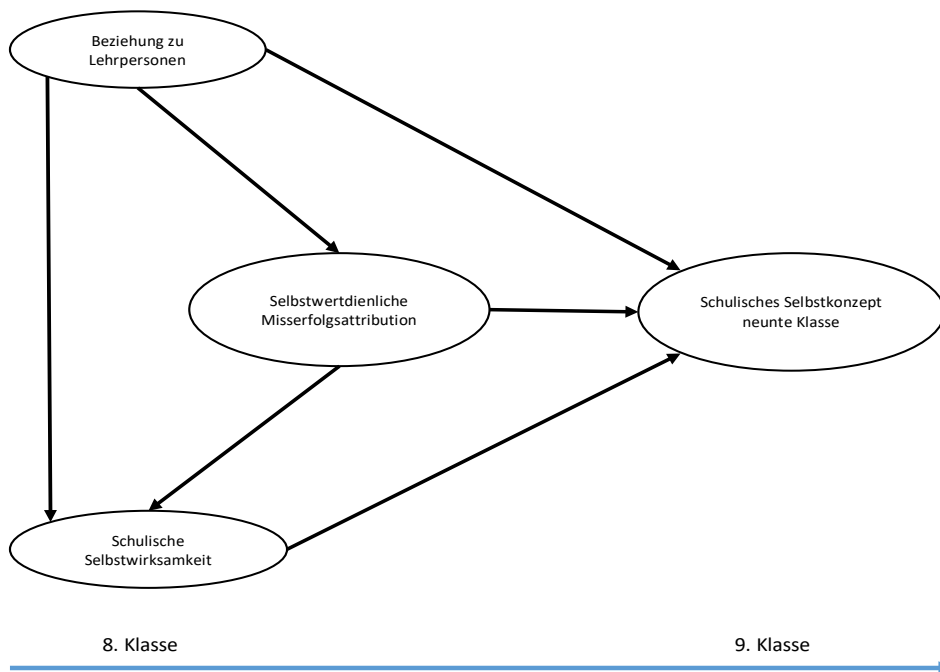 Beziehung zu
Lehrpersonen
Selbstwertdienliche
Misserfolgsattribution
Schulisches Selbstkonzept
neunte Klasse
Schulische
Selbstwirksamkeit
8. Klasse
9. Klasse